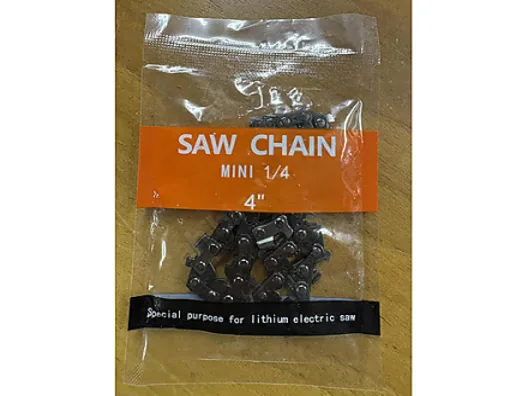 SAW CHAIN
MINI 1/4
4"
Special purpose for lithium electric saw